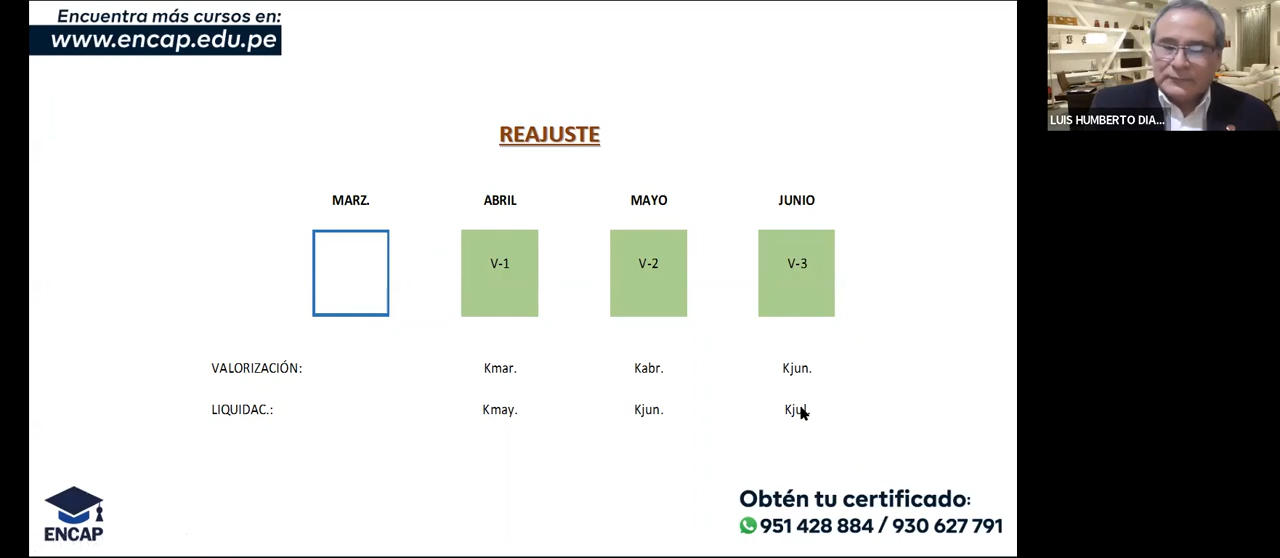 Encuentra más cursos en:
www.encap.edu.pe
LUIS HUMBERTO DIA...
REAJUSTE
MARZ. ABRIL MAYO JUNIO
V-1 V-2 V-3
VALORIZACIÓN: Kmar. Kabr. Kjun.
LIQUIDAC.: Kmay. Kjun. Kjul.
ENCAP
Obtén tu certificado:
951 428 884 / 930 627 791